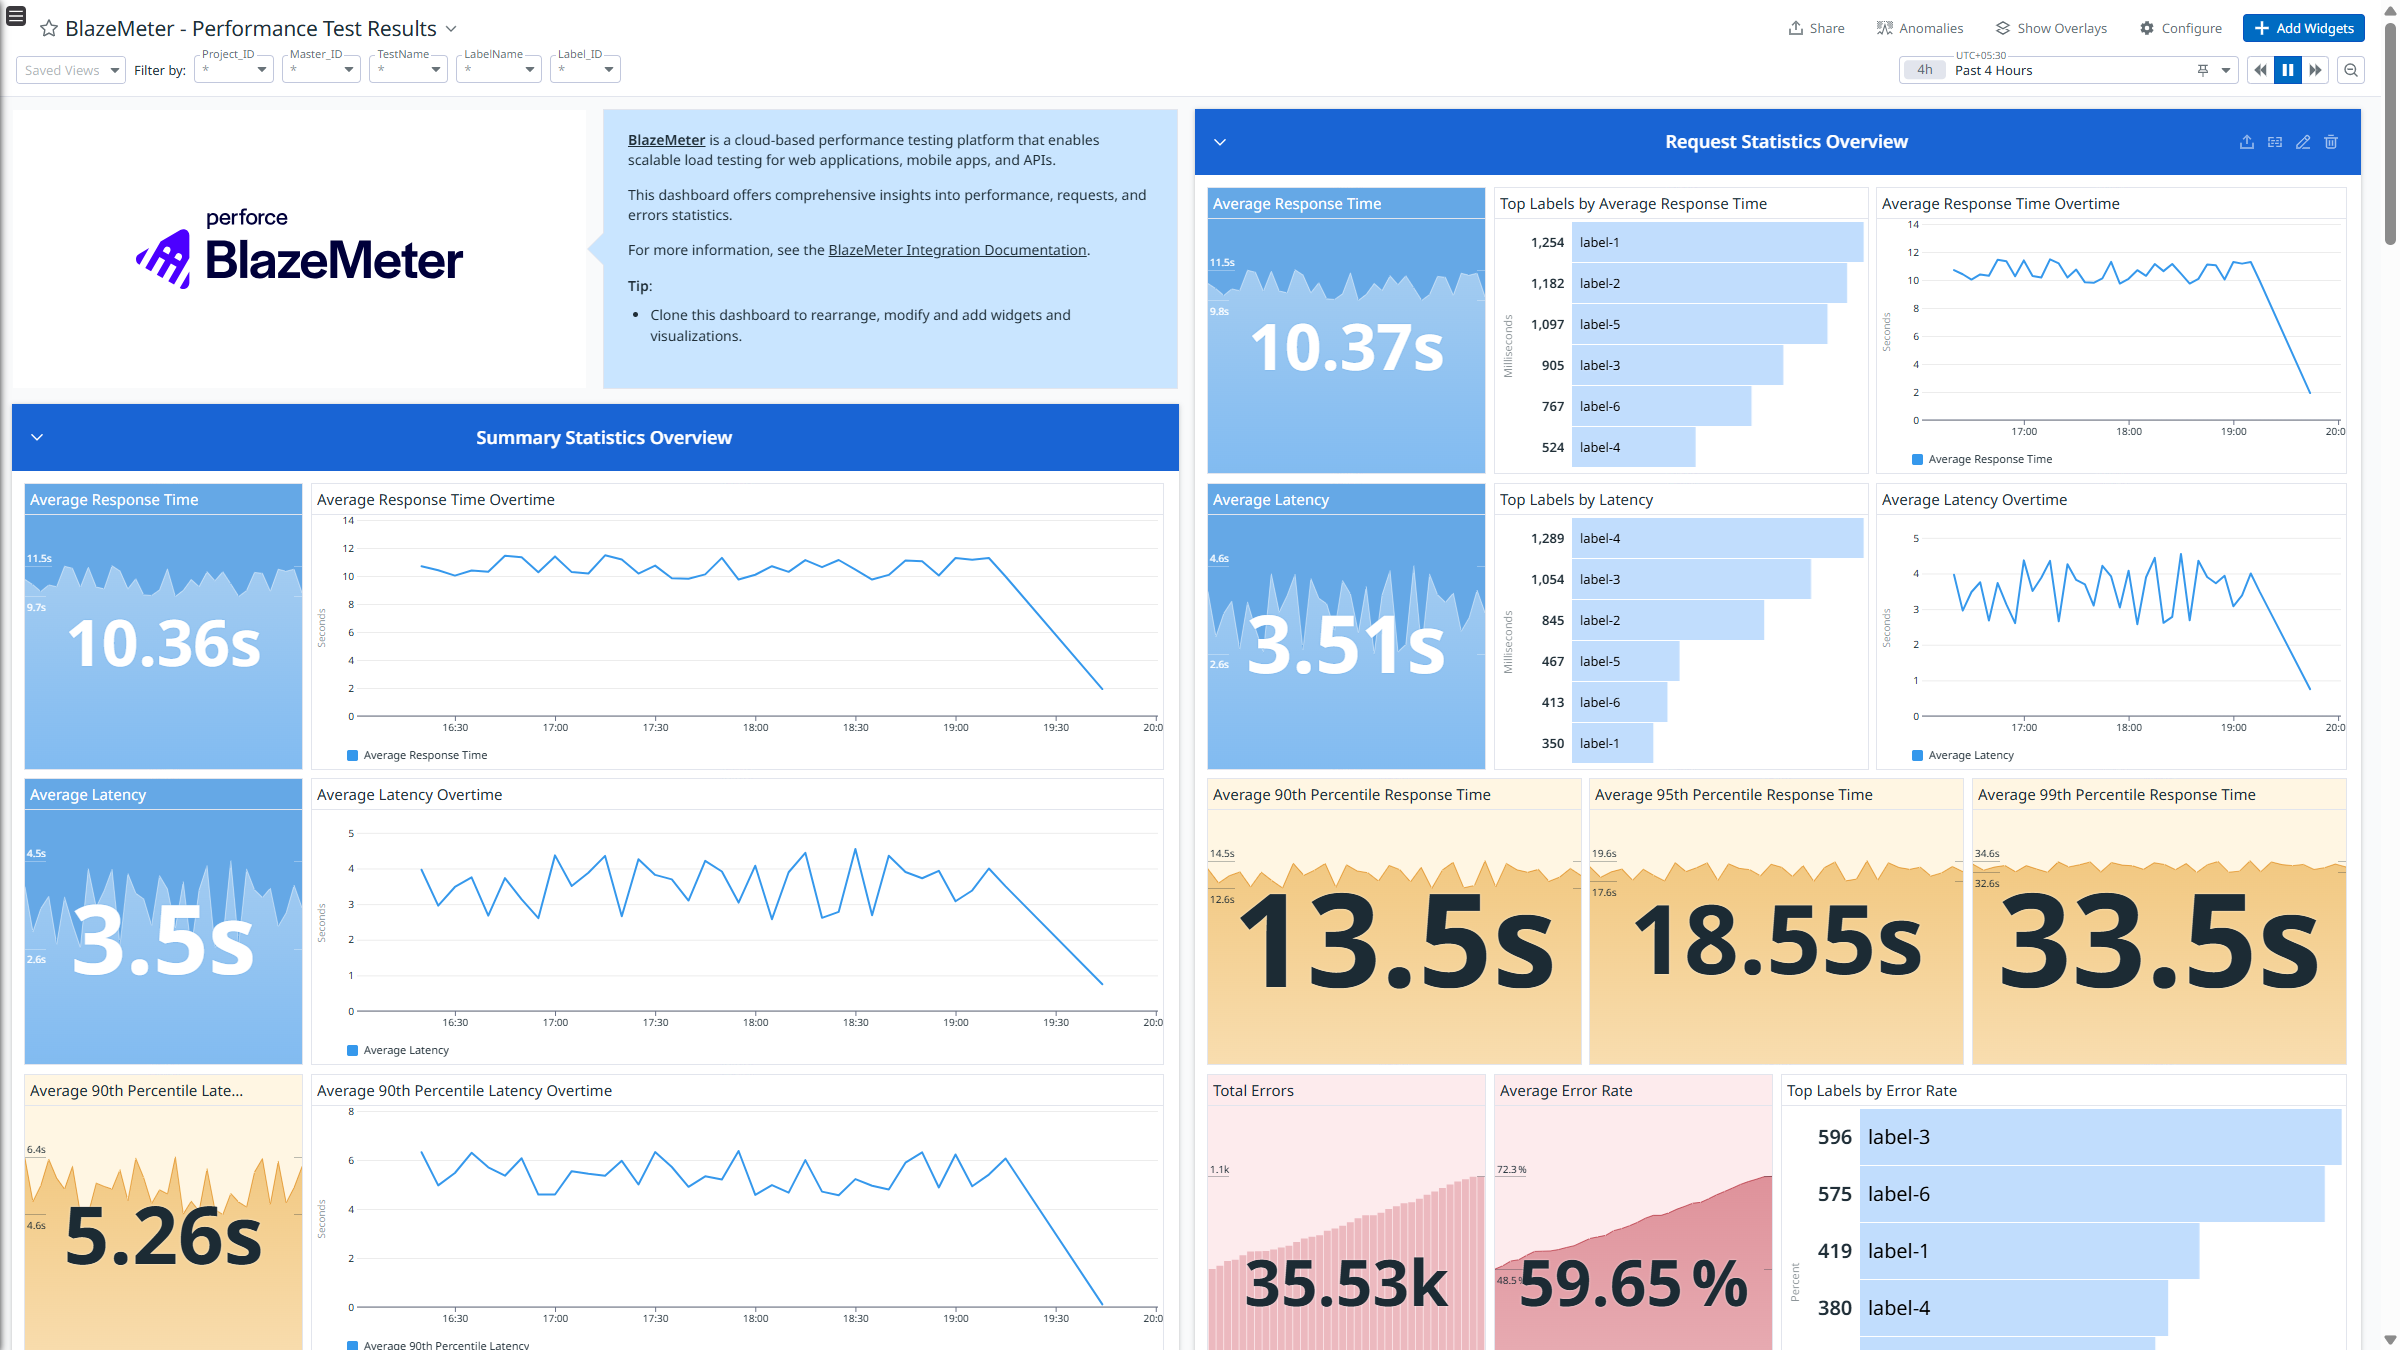 BlazeMeter - Performance Test Results
Share
Anomalies
Show Overlays
Configure
Add Widgets
Saved Views
Filter by:
Project_ID
*
Master_ID
*
TestName
*
LabelName
*
Label_ID
*
UTC+05:30
4h
Past 4 Hours
perforce
BlazeMeter
BlazeMeter is a cloud-based performance testing platform that enables
scalable load testing for web applications, mobile apps, and APIs.
This dashboard offers comprehensive insights into performance, requests, and
errors statistics.
For more information, see the BlazeMeter Integration Documentation.
Tip:
• Clone this dashboard to rearrange, modify and add widgets and
visualizations.
Summary Statistics Overview
Average Response Time
11.5s
9.7s
10.36s
Average Response Time Overtime
14
12
10
8
6
4
2
0
Seconds
16:30
17:00
17:30
18:00
18:30
19:00
19:30
20:0
Average Response Time
Average Latency
4.5s
2.6s
3.5s
Average Latency Overtime
5
4
3
2
1
0
Seconds
16:30
17:00
17:30
18:00
18:30
19:00
19:30
20:0
Average Latency
Average 90th Percentile Late...
6.4s
4.6s
5.26s
Average 90th Percentile Latency Overtime
8
6
4
2
0
Seconds
16:30
17:00
17:30
18:00
18:30
19:00
19:30
20:0
Average 90th Percentile Latency
Request Statistics Overview
Average Response Time
11.5s
9.8s
10.37s
Top Labels by Average Response Time
Milliseconds
1,254 label-1
1,182 label-2
1,097 label-5
905 label-3
767 label-6
524 label-4
Average Response Time Overtime
14
12
10
8
6
4
2
0
Seconds
17:00
18:00
19:00
20:0
Average Response Time
Average Latency
4.6s
2.6s
3.51s
Top Labels by Latency
Milliseconds
1,289 label-4
1,054 label-3
845 label-2
467 label-5
413 label-6
350 label-1
Average Latency Overtime
5
4
3
2
1
0
Seconds
17:00
18:00
19:00
20:0
Average Latency
Average 90th Percentile Response Time
14.5s
12.6s
13.5s
Average 95th Percentile Response Time
19.6s
17.6s
18.55s
Average 99th Percentile Response Time
34.6s
32.6s
33.5s
Total Errors
1.1k
35.53k
Average Error Rate
72.3%
48.5%
59.65%
Top Labels by Error Rate
Percent
596 label-3
575 label-6
419 label-1
380 label-4